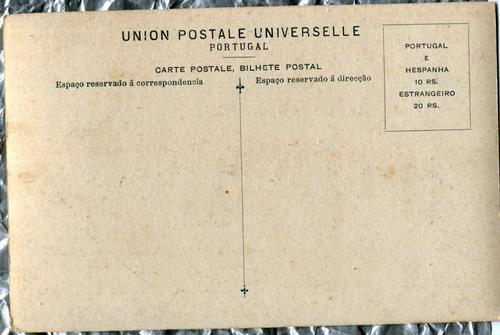 UNION POSTALE UNIVERSELLE
PORTUGAL
CARTE POSTALE, BILHETE POSTAL
Espaço reservado á correspondencia
Espaço reservado á direcção
PORTUGAL
E
HESPANHA
10 RS.
ESTRANGEIRO
20 RS.